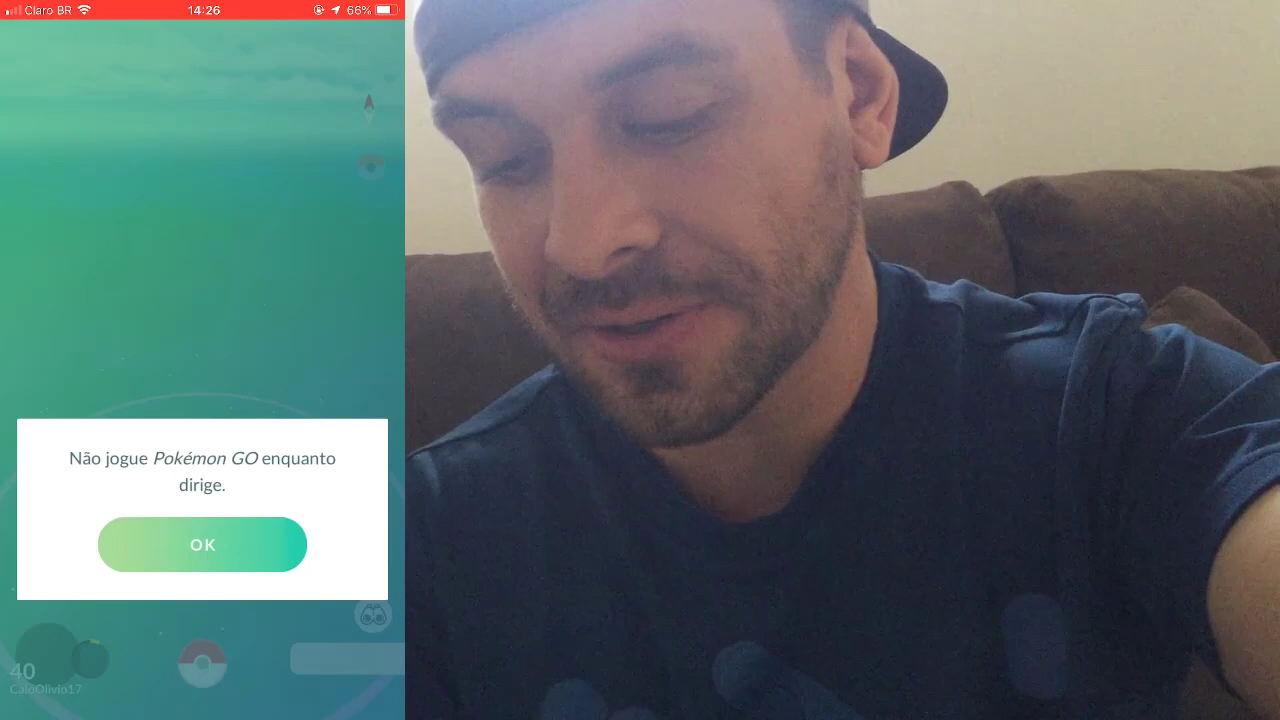 Claro BR 14:26 66%
Não jogue Pokémon GO enquanto
dirige.
OK
40
CaioOlivio17